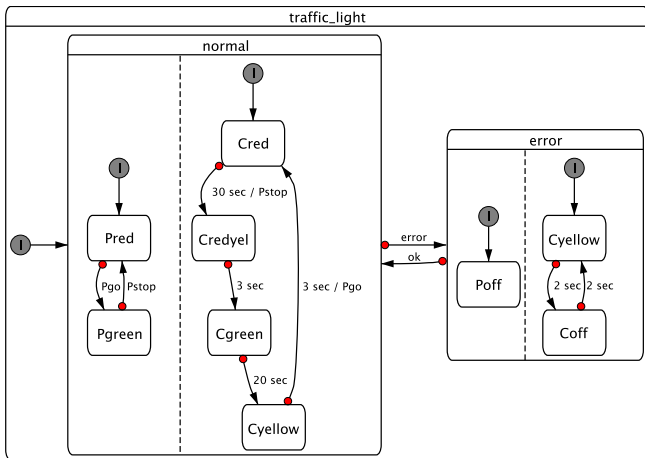 traffic_light
normal
error
I
I
I
I
I
Cred
30 sec / Pstop
Pred
Credyel
Pgo
Pstop
3 sec
3 sec / Pgo
Pgreen
Cgreen
20 sec
Cyellow
error
ok
Poff
Cyellow
2 sec
2 sec
Coff